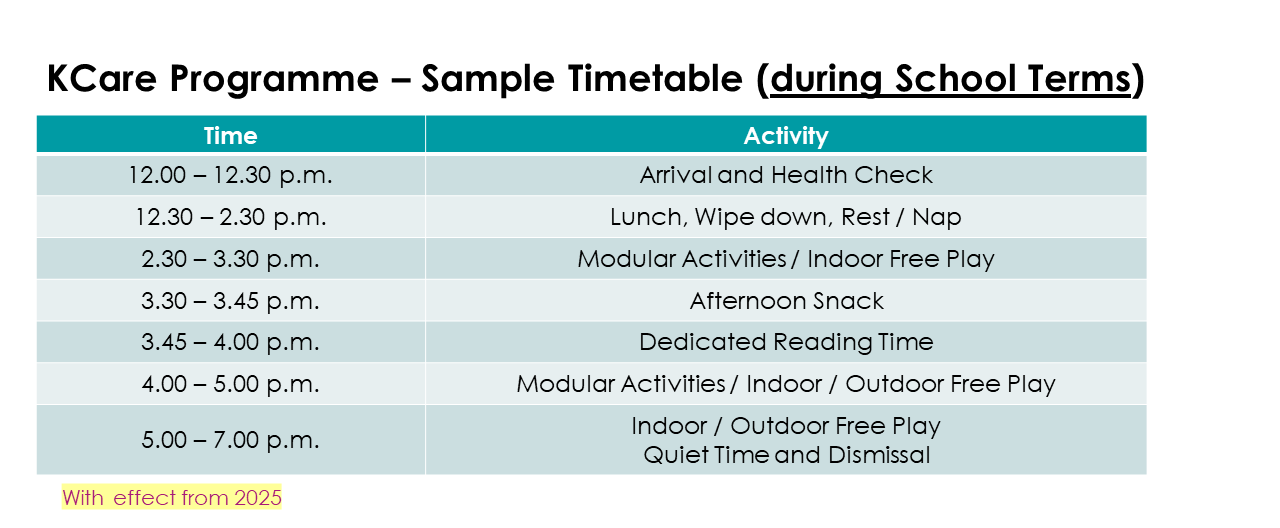 KCare Programme – Sample Timetable (during School Terms)
Time Activity
12.00 – 12.30 p.m. Arrival and Health Check
12.30 – 2.30 p.m. Lunch, Wipe down, Rest / Nap
2.30 – 3.30 p.m. Modular Activities / Indoor Free Play
3.30 – 3.45 p.m. Afternoon Snack
3.45 – 4.00 p.m. Dedicated Reading Time
4.00 – 5.00 p.m. Modular Activities / Indoor / Outdoor Free Play
5.00 – 7.00 p.m. Indoor / Outdoor Free Play
Quiet Time and Dismissal
With effect from 2025